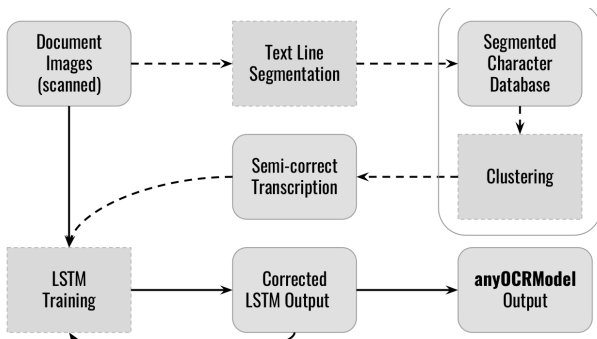 Document
Images
(scanned)
Text Line
Segmentation
Segmented
Character
Database
Semi-correct
Transcription
Clustering
LSTM
Training
Corrected
LSTM Output
anyOCRModel
Output